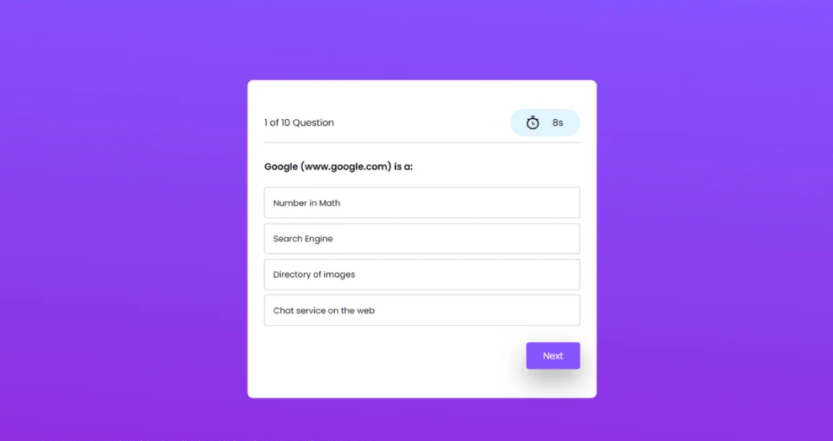 1 of 10 Question
8s
Google (www.google.com) is a:
Number in Math
Search Engine
Directory of images
Chat service on the web
Next